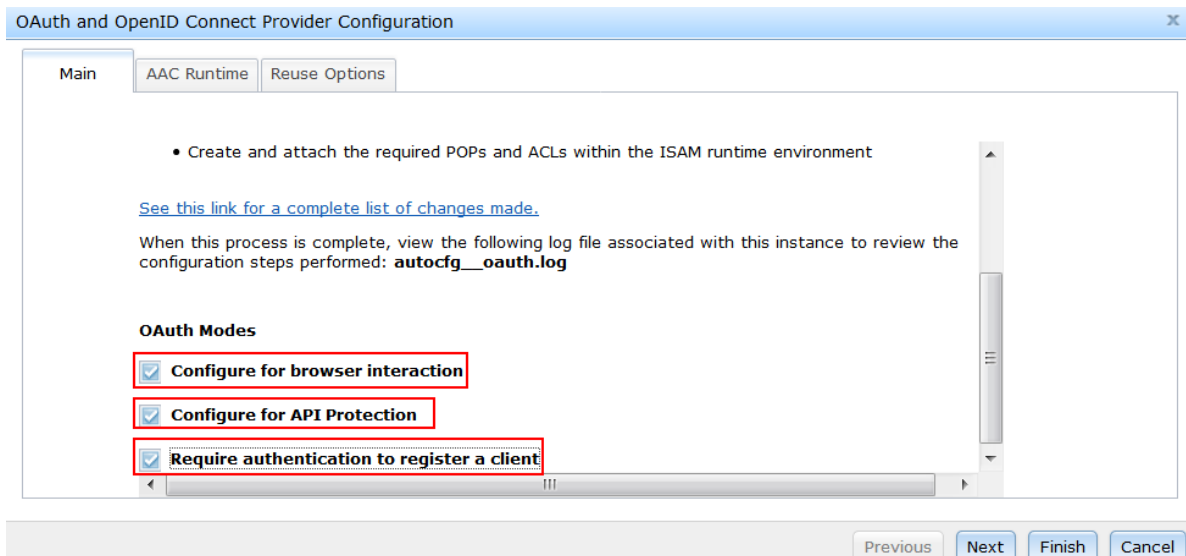 OAuth and OpenID Connect Provider Configuration x
Main AAC Runtime Reuse Options
• Create and attach the required POPs and ACLs within the ISAM runtime environment
See this link for a complete list of changes made.
When this process is complete, view the following log file associated with this instance to review the
configuration steps performed: autocfg__oauth.log
OAuth Modes
Configure for browser interaction
Configure for API Protection
Require authentication to register a client
Previous Next Finish Cancel